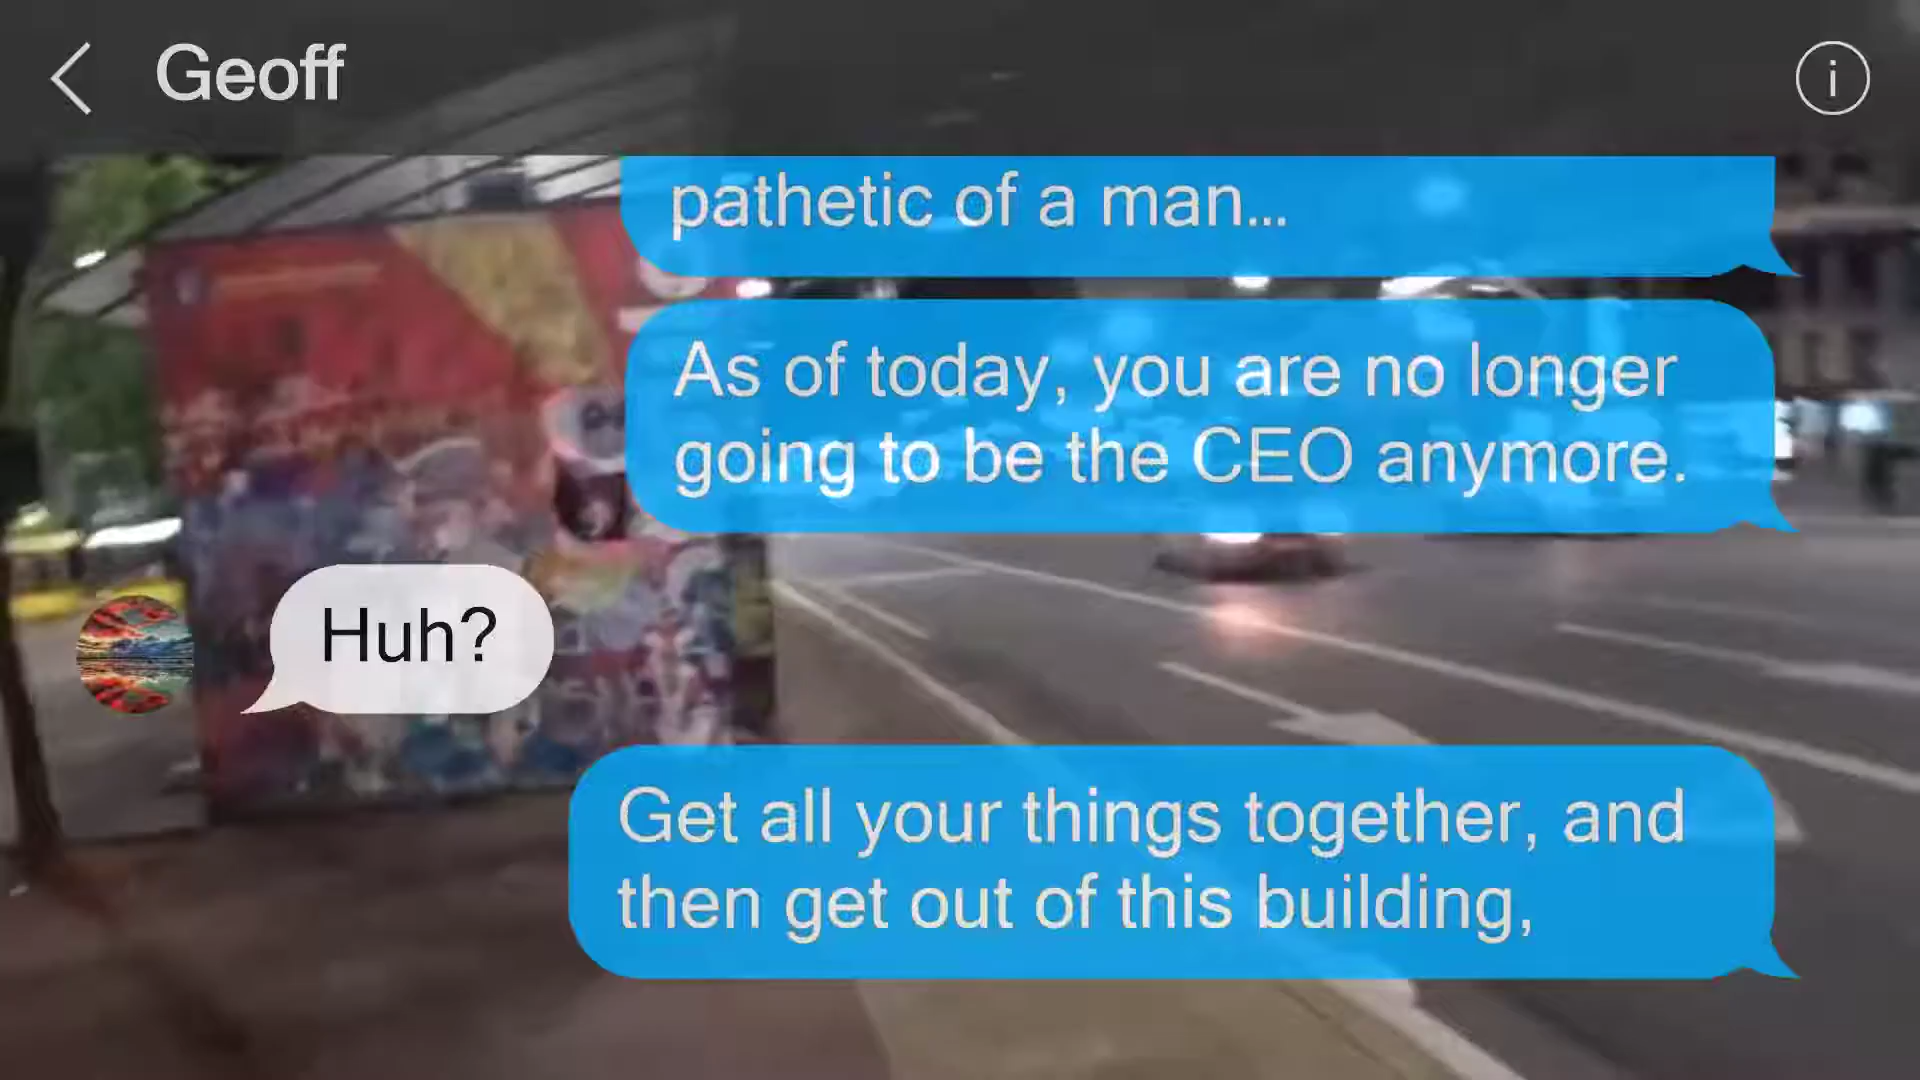 Geoff
pathetic of a man...
As of today, you are no longer
going to be the CEO anymore.
Huh?
Get all your things together, and
then get out of this building,